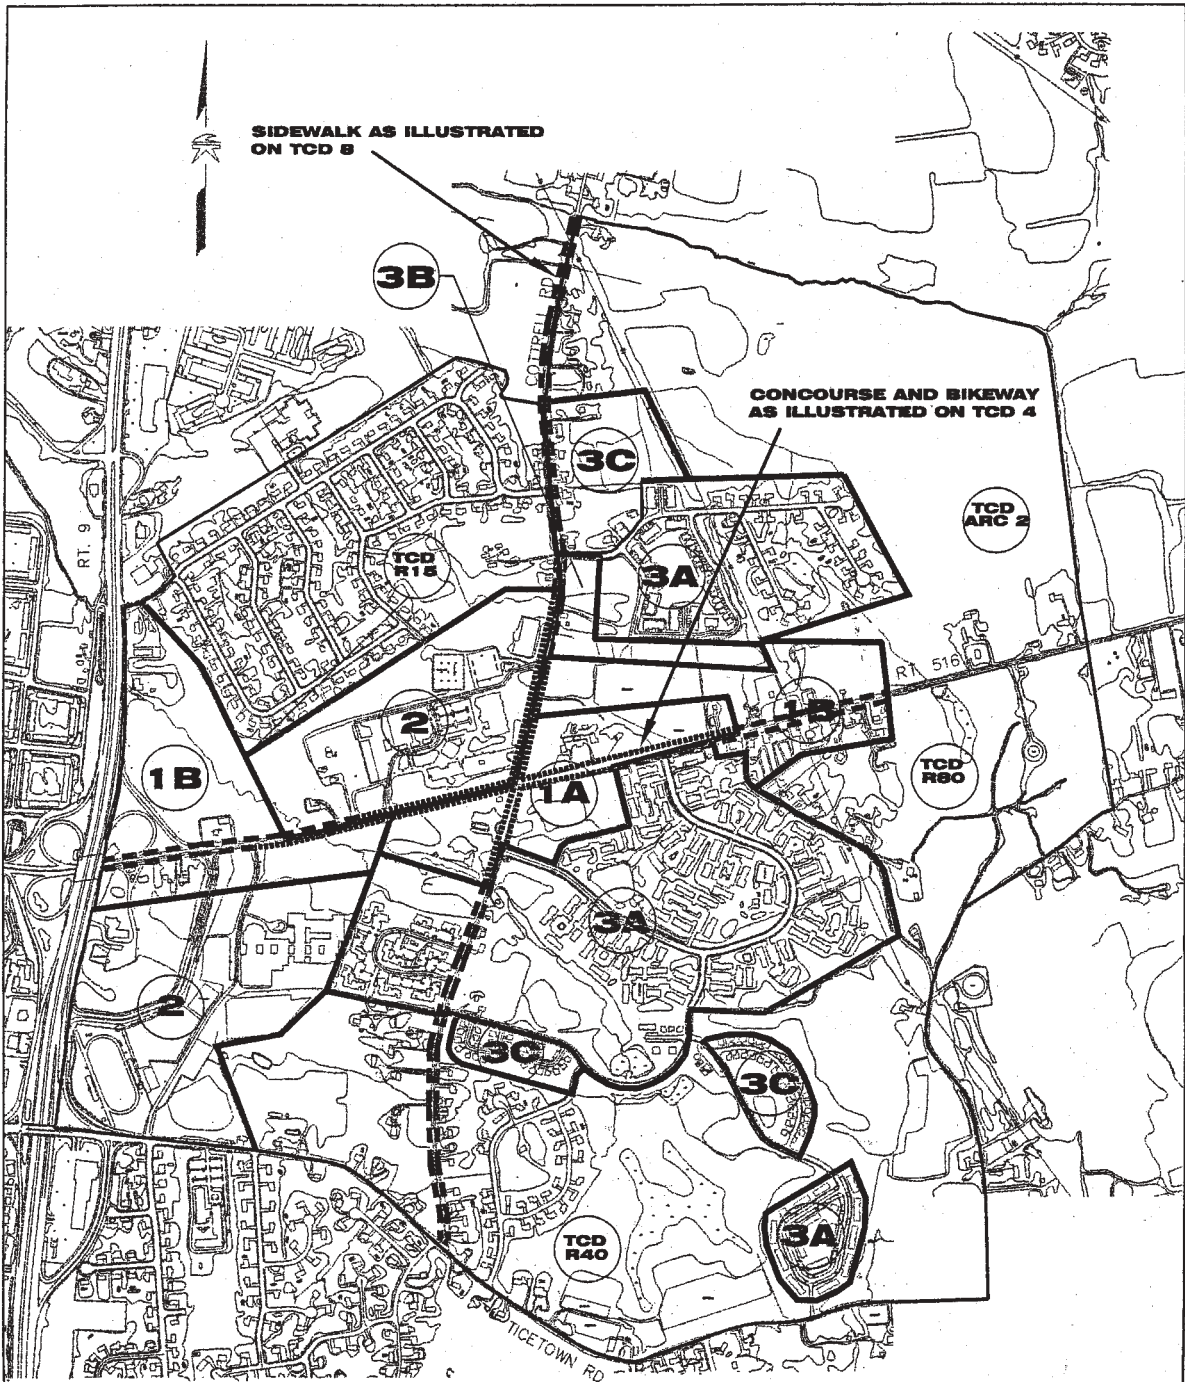 SIDEWALK AS ILLUSTRATED
ON TCD 8
3B
COTTRELL RD
CONCOURSE AND BIKEWAY
AS ILLUSTRATED ON TCD 4
3C
TCD
ARC 2
RT. 9
TCD
R15
3A
RT. 516
2
1B
1B
TCD
R80
1A
3A
2
3C
3C
TCD
R40
3A
TICETOWN RD